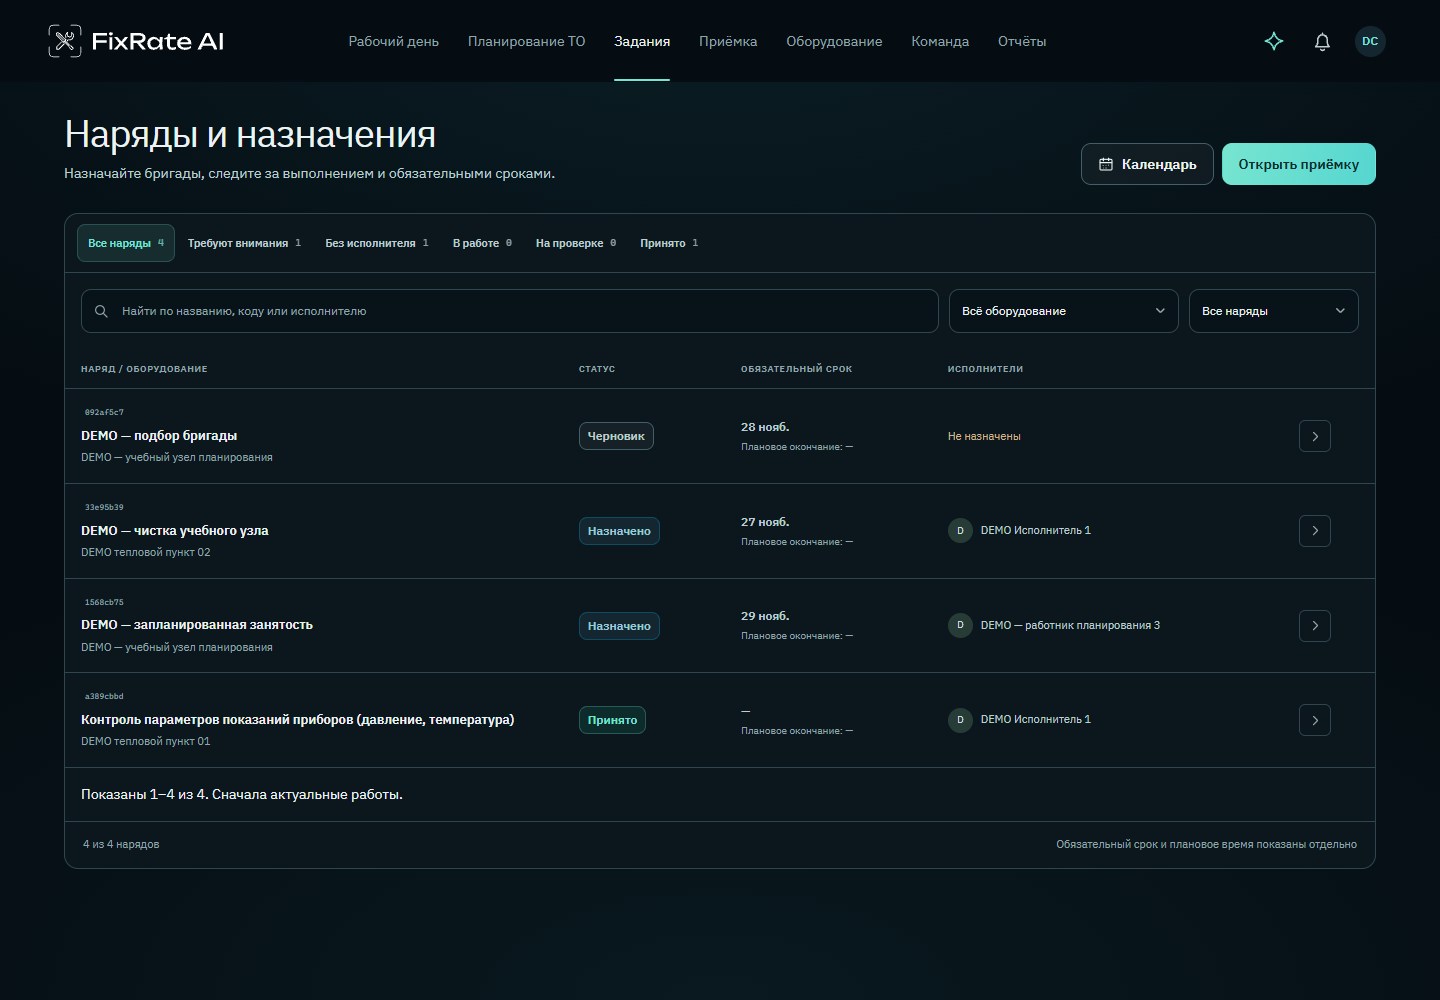 FixRate AI
Рабочий день Планирование ТО Задания Приёмка Оборудование Команда Отчёты
DC
Наряды и назначения
Назначайте бригады, следите за выполнением и обязательными сроками.
Календарь
Открыть приёмку
Все наряды 4 Требуют внимания 1 Без исполнителя 1 В работе 0 На проверке 0 Принято 1
Найти по названию, коду или исполнителю
Всё оборудование
Все наряды
НАРЯД / ОБОРУДОВАНИЕ СТАТУС ОБЯЗАТЕЛЬНЫЙ СРОК ИСПОЛНИТЕЛИ
092af5c7
DEMO — подбор бригады
DEMO — учебный узел планирования
Черновик
28 нояб.
Плановое окончание: —
Не назначены
33e95b39
DEMO — чистка учебного узла
DEMO тепловой пункт 02
Назначено
27 нояб.
Плановое окончание: —
D DEMO Исполнитель 1
1568cb75
DEMO — запланированная занятость
DEMO — учебный узел планирования
Назначено
29 нояб.
Плановое окончание: —
D DEMO — работник планирования 3
a389cbbd
Контроль параметров показаний приборов (давление, температура)
DEMO тепловой пункт 01
Принято
—
Плановое окончание: —
D DEMO Исполнитель 1
Показаны 1–4 из 4. Сначала актуальные работы.
4 из 4 нарядов
Обязательный срок и плановое время показаны отдельно